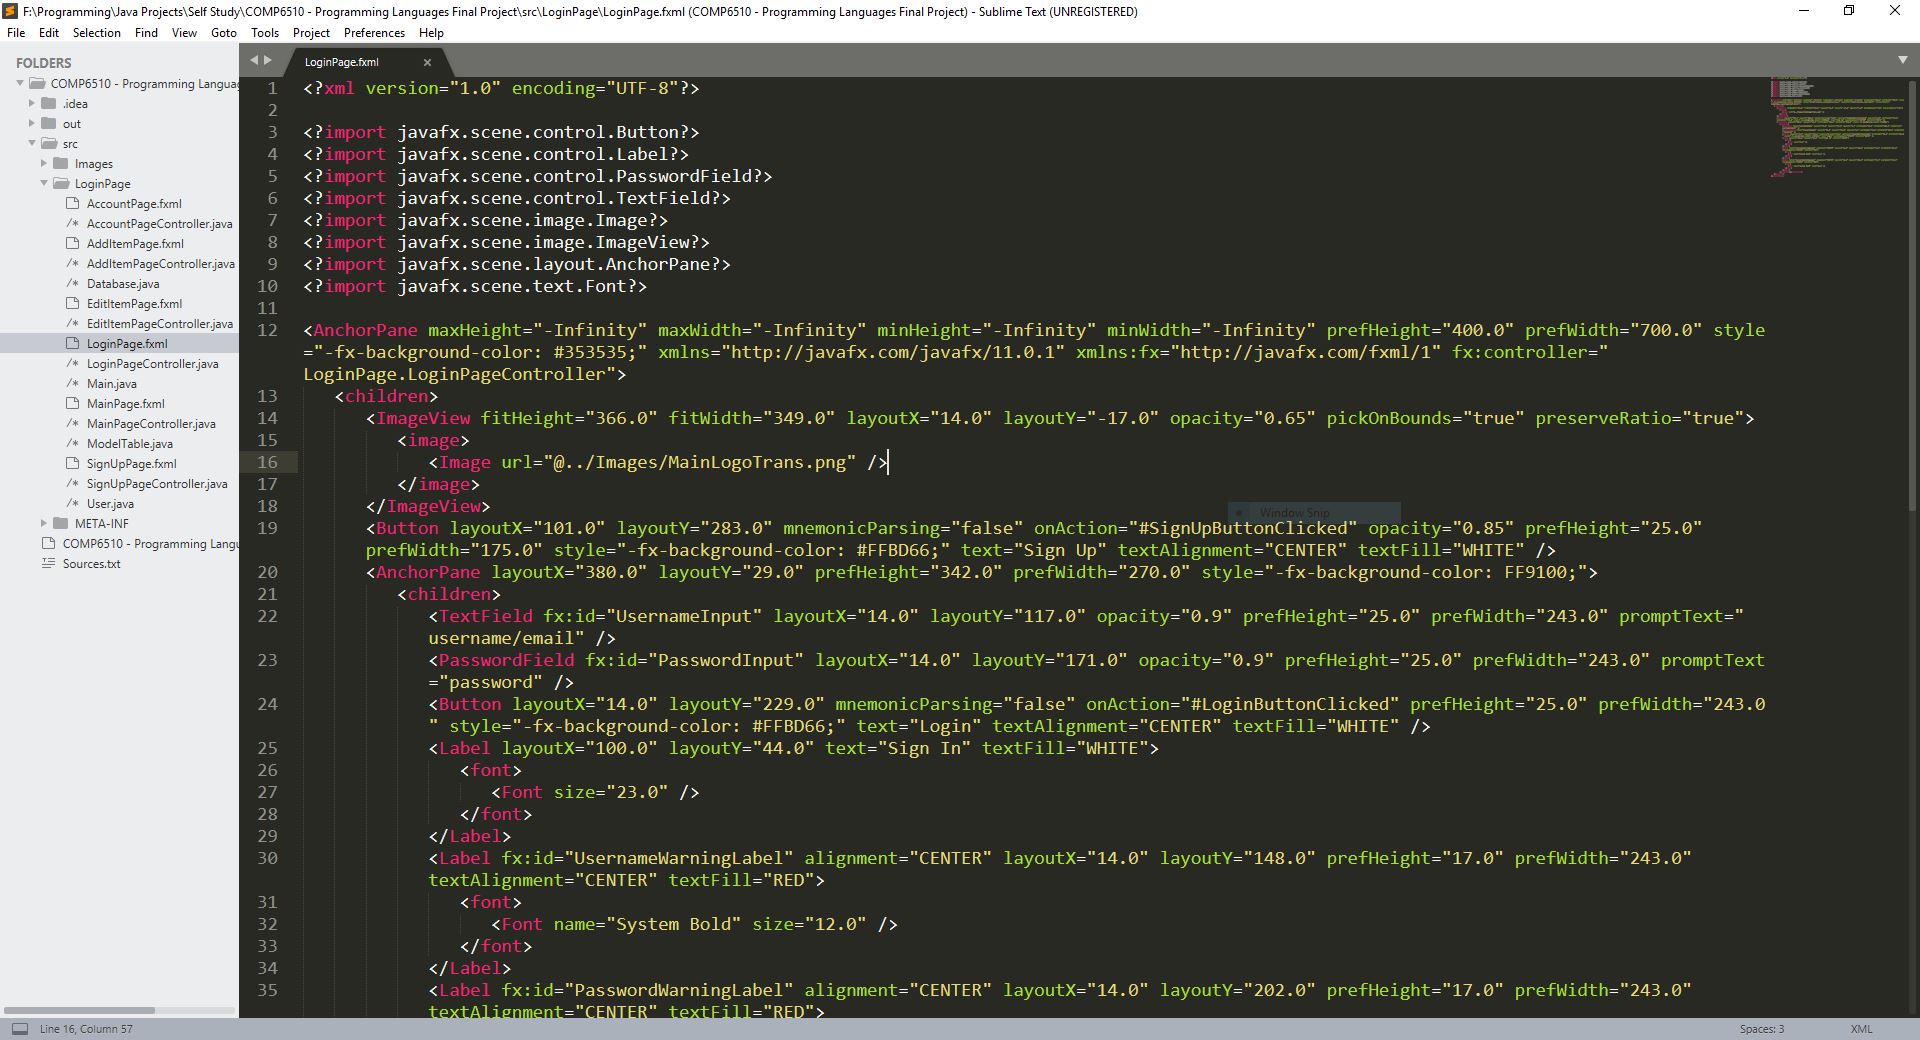 F:\Programming\Java Projects\Self Study\COMP6510 - Programming Languages Final Project\src\LoginPage\LoginPage.fxml (COMP6510 - Programming Languages Final Project) - Sublime Text (UNREGISTERED)
File Edit Selection Find View Goto Tools Project Preferences Help
FOLDERS
COMP6510 - Programming Languag
.idea
out
src
Images
LoginPage
AccountPage.fxml
/* AccountPageController.java
AddItemPage.fxml
/* AddItemPageController.java
/* Database.java
EditItemPage.fxml
/* EditItemPageController.java
LoginPage.fxml
/* LoginPageController.java
/* Main.java
MainPage.fxml
/* MainPageController.java
/* ModelTable.java
SignUpPage.fxml
/* SignUpPageController.java
/* User.java
META-INF
COMP6510 - Programming Langu
Sources.txt
LoginPage.fxml
1 <?xml version="1.0" encoding="UTF-8"?>
2
3 <?import javafx.scene.control.Button?>
4 <?import javafx.scene.control.Label?>
5 <?import javafx.scene.control.PasswordField?>
6 <?import javafx.scene.control.TextField?>
7 <?import javafx.scene.image.Image?>
8 <?import javafx.scene.image.ImageView?>
9 <?import javafx.scene.layout.AnchorPane?>
10 <?import javafx.scene.text.Font?>
11
12 <AnchorPane maxHeight="-Infinity" maxWidth="-Infinity" minHeight="-Infinity" minWidth="-Infinity" prefHeight="400.0" prefWidth="700.0" style
="-fx-background-color: #353535;" xmlns="http://javafx.com/javafx/11.0.1" xmlns:fx="http://javafx.com/fxml/1" fx:controller="
LoginPage.LoginPageController">
13 <children>
14 <ImageView fitHeight="366.0" fitWidth="349.0" layoutX="14.0" layoutY="-17.0" opacity="0.65" pickOnBounds="true" preserveRatio="true">
15 <image>
16 <Image url="@../Images/MainLogoTrans.png" />
17 </image>
18 </ImageView>
Window Snip
19 <Button layoutX="101.0" layoutY="283.0" mnemonicParsing="false" onAction="#SignUpButtonClicked" opacity="0.85" prefHeight="25.0"
prefWidth="175.0" style="-fx-background-color: #FFBD66;" text="Sign Up" textAlignment="CENTER" textFill="WHITE" />
20 <AnchorPane layoutX="380.0" layoutY="29.0" prefHeight="342.0" prefWidth="270.0" style="-fx-background-color: FF9100;">
21 <children>
22 <TextField fx:id="UsernameInput" layoutX="14.0" layoutY="117.0" opacity="0.9" prefHeight="25.0" prefWidth="243.0" promptText="
username/email" />
23 <PasswordField fx:id="PasswordInput" layoutX="14.0" layoutY="171.0" opacity="0.9" prefHeight="25.0" prefWidth="243.0" promptText
="password" />
24 <Button layoutX="14.0" layoutY="229.0" mnemonicParsing="false" onAction="#LoginButtonClicked" prefHeight="25.0" prefWidth="243.0
" style="-fx-background-color: #FFBD66;" text="Login" textAlignment="CENTER" textFill="WHITE" />
25 <Label layoutX="100.0" layoutY="44.0" text="Sign In" textFill="WHITE">
26 <font>
27 <Font size="23.0" />
28 </font>
29 </Label>
30 <Label fx:id="UsernameWarningLabel" alignment="CENTER" layoutX="14.0" layoutY="148.0" prefHeight="17.0" prefWidth="243.0"
textAlignment="CENTER" textFill="RED">
31 <font>
32 <Font name="System Bold" size="12.0" />
33 </font>
34 </Label>
35 <Label fx:id="PasswordWarningLabel" alignment="CENTER" layoutX="14.0" layoutY="202.0" prefHeight="17.0" prefWidth="243.0"
textAlignment="CENTER" textFill="RED">
Line 16, Column 57
Spaces: 3
XML